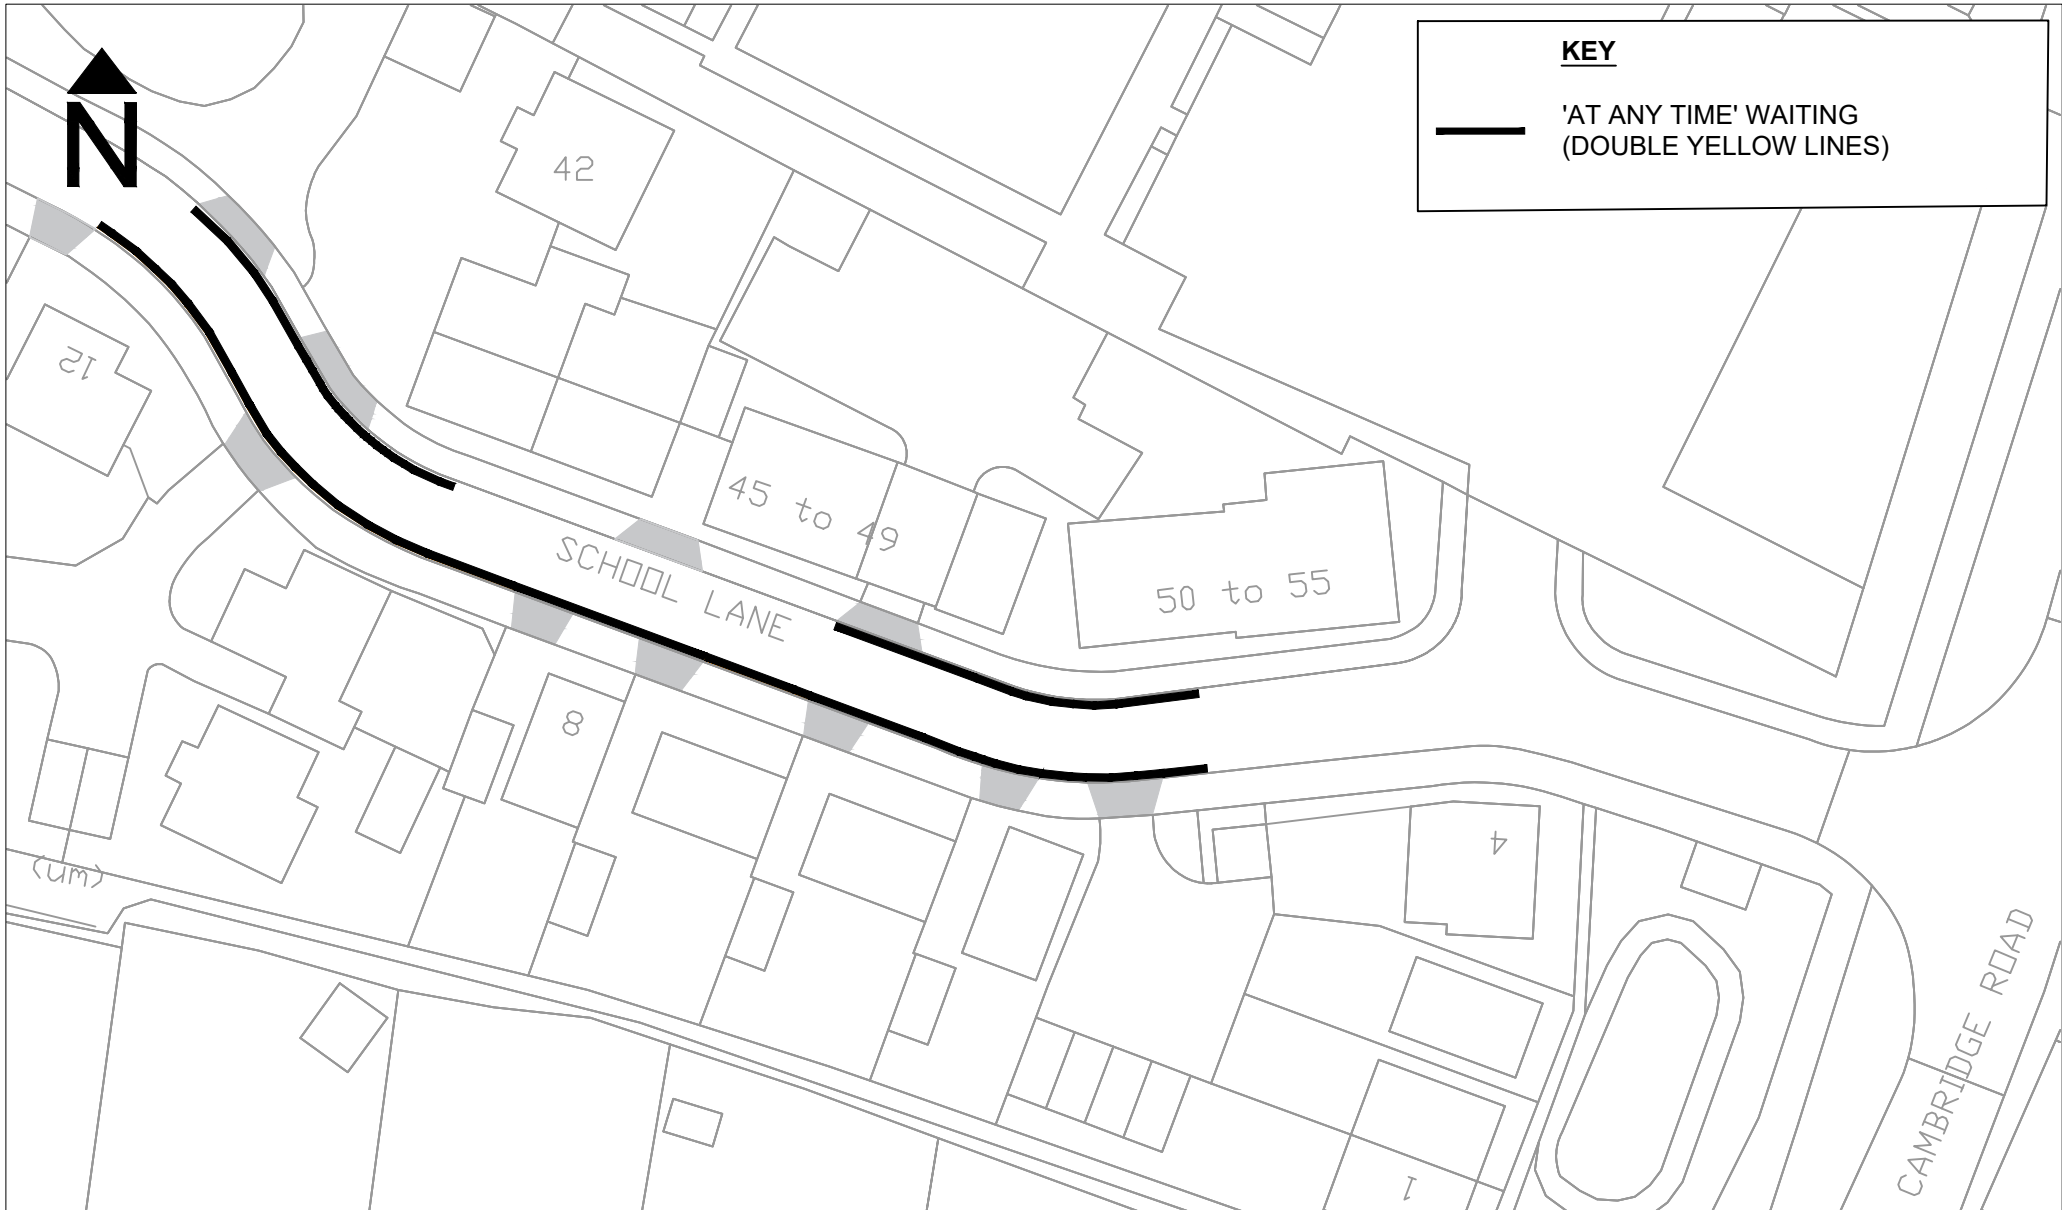 KEY
'AT ANY TIME' WAITING
(DOUBLE YELLOW LINES)
N
42
12
45 to 49
SCHOOL LANE
50 to 55
8
4
(um)
CAMBRIDGE ROAD
1